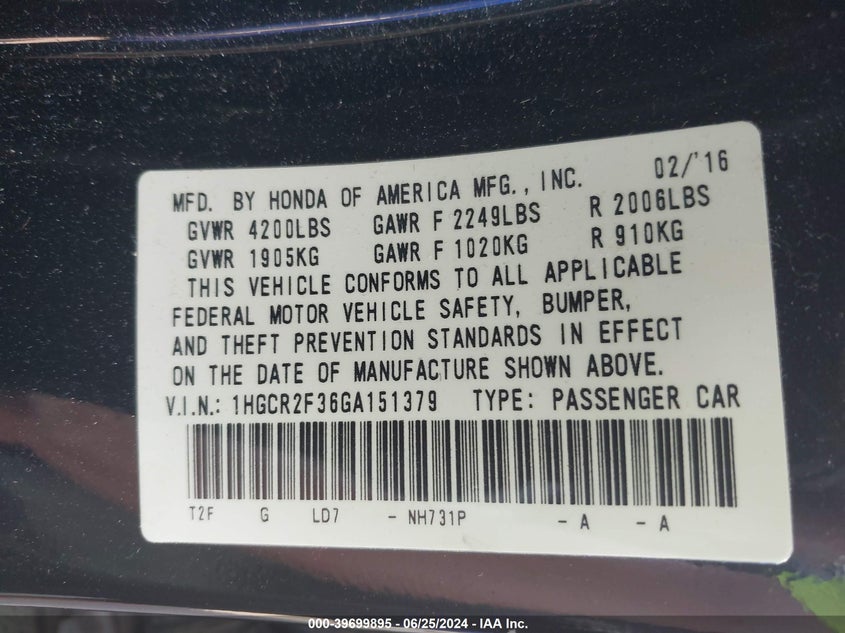 MFD. BY HONDA OF AMERICA MFG., INC. 02/'16
GVWR 4200LBS GAWR F 2249LBS R 2006LBS
GVWR 1905KG GAWR F 1020KG R 910KG
THIS VEHICLE CONFORMS TO ALL APPLICABLE
FEDERAL MOTOR VEHICLE SAFETY, BUMPER,
AND THEFT PREVENTION STANDARDS IN EFFECT
ON THE DATE OF MANUFACTURE SHOWN ABOVE.
V.I.N.: 1HGCR2F36GA151379 TYPE: PASSENGER CAR
T2F G LD7 - NH731P - A - A
000-39699895 - 06/25/2024 - IAA Inc.